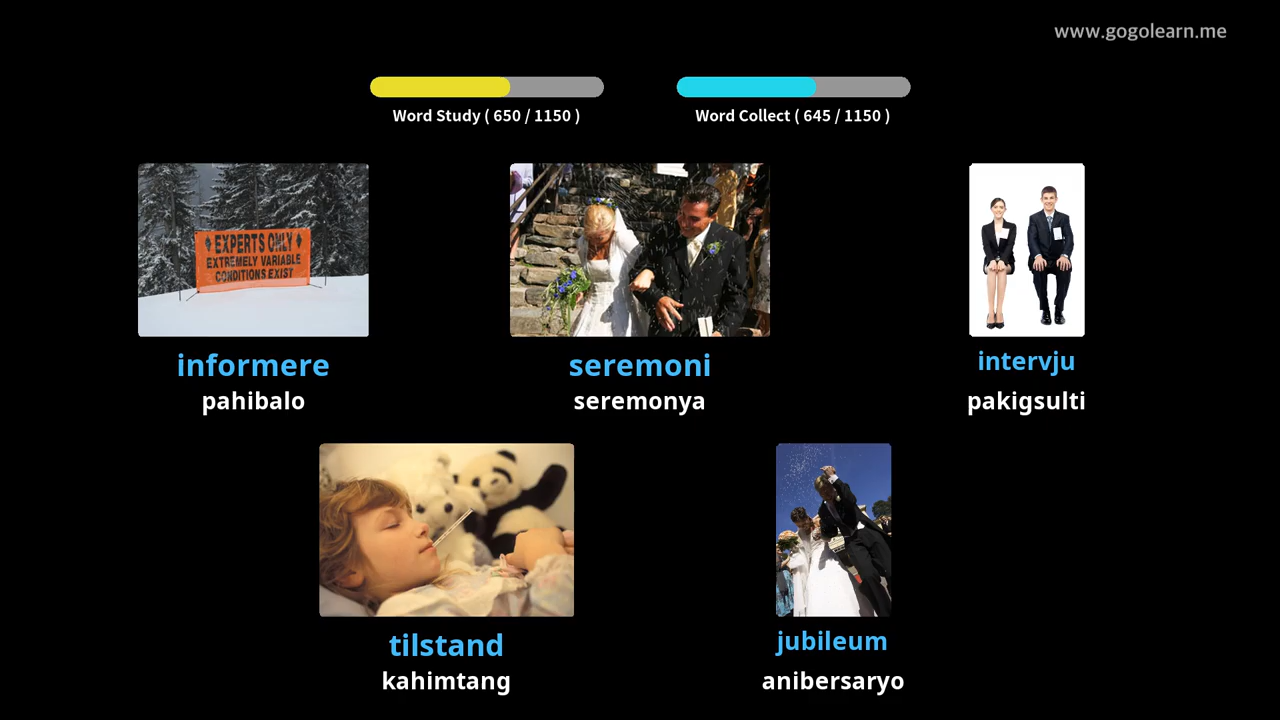 www.gogolearn.me
Word Study ( 650 / 1150 )
Word Collect ( 645 / 1150 )
EXPERTS ONLY
EXTREMELY VARIABLE
CONDITIONS EXIST
informere
pahibalo
seremoni
seremonya
intervju
pakigsulti
tilstand
kahimtang
jubileum
anibersaryo